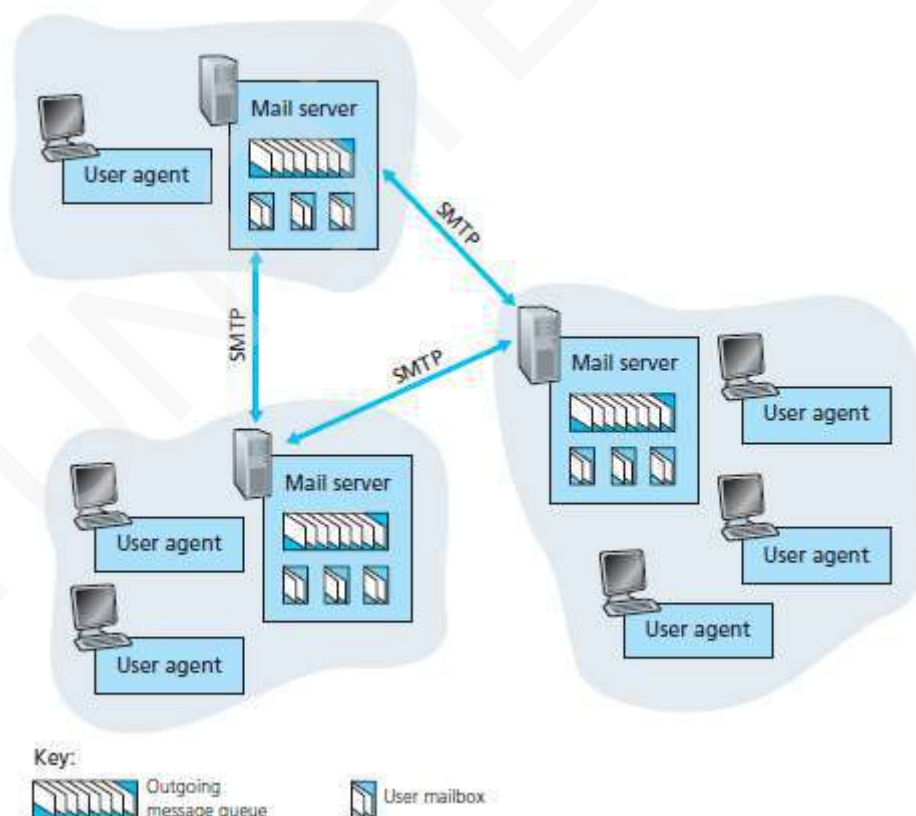 Mail server
User agent
SMTP
SMTP
SMTP
Mail server
User agent
Mail server
User agent
User agent
User agent
User agent
Key:
Outgoing
message queue
User mailbox